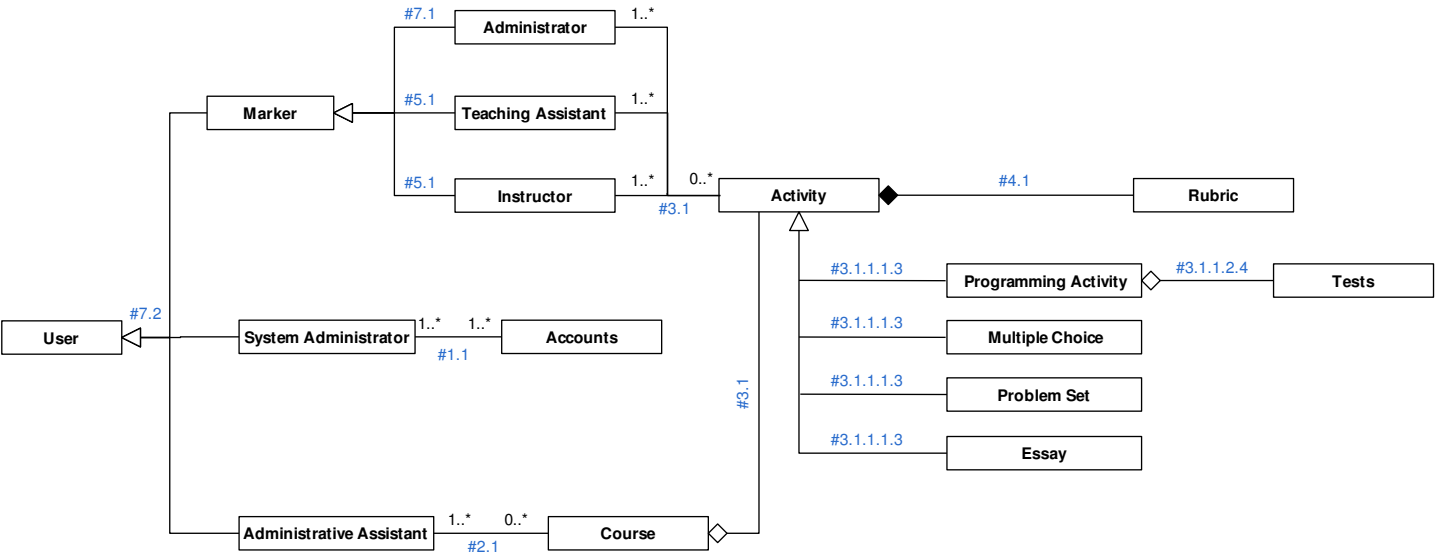 #7.1
1..*
Administrator
#5.1
1..*
Marker
Teaching Assistant
#5.1
1..*
0..*
#4.1
Instructor
Activity
Rubric
#3.1
#3.1.1.1.3
#3.1.1.2.4
Programming Activity
Tests
#7.2
1..*
1..*
#3.1.1.1.3
User
System Administrator
Accounts
Multiple Choice
#1.1
#3.1.1.1.3
#3.1
Problem Set
#3.1.1.1.3
Essay
1..*
0..*
Administrative Assistant
Course
#2.1